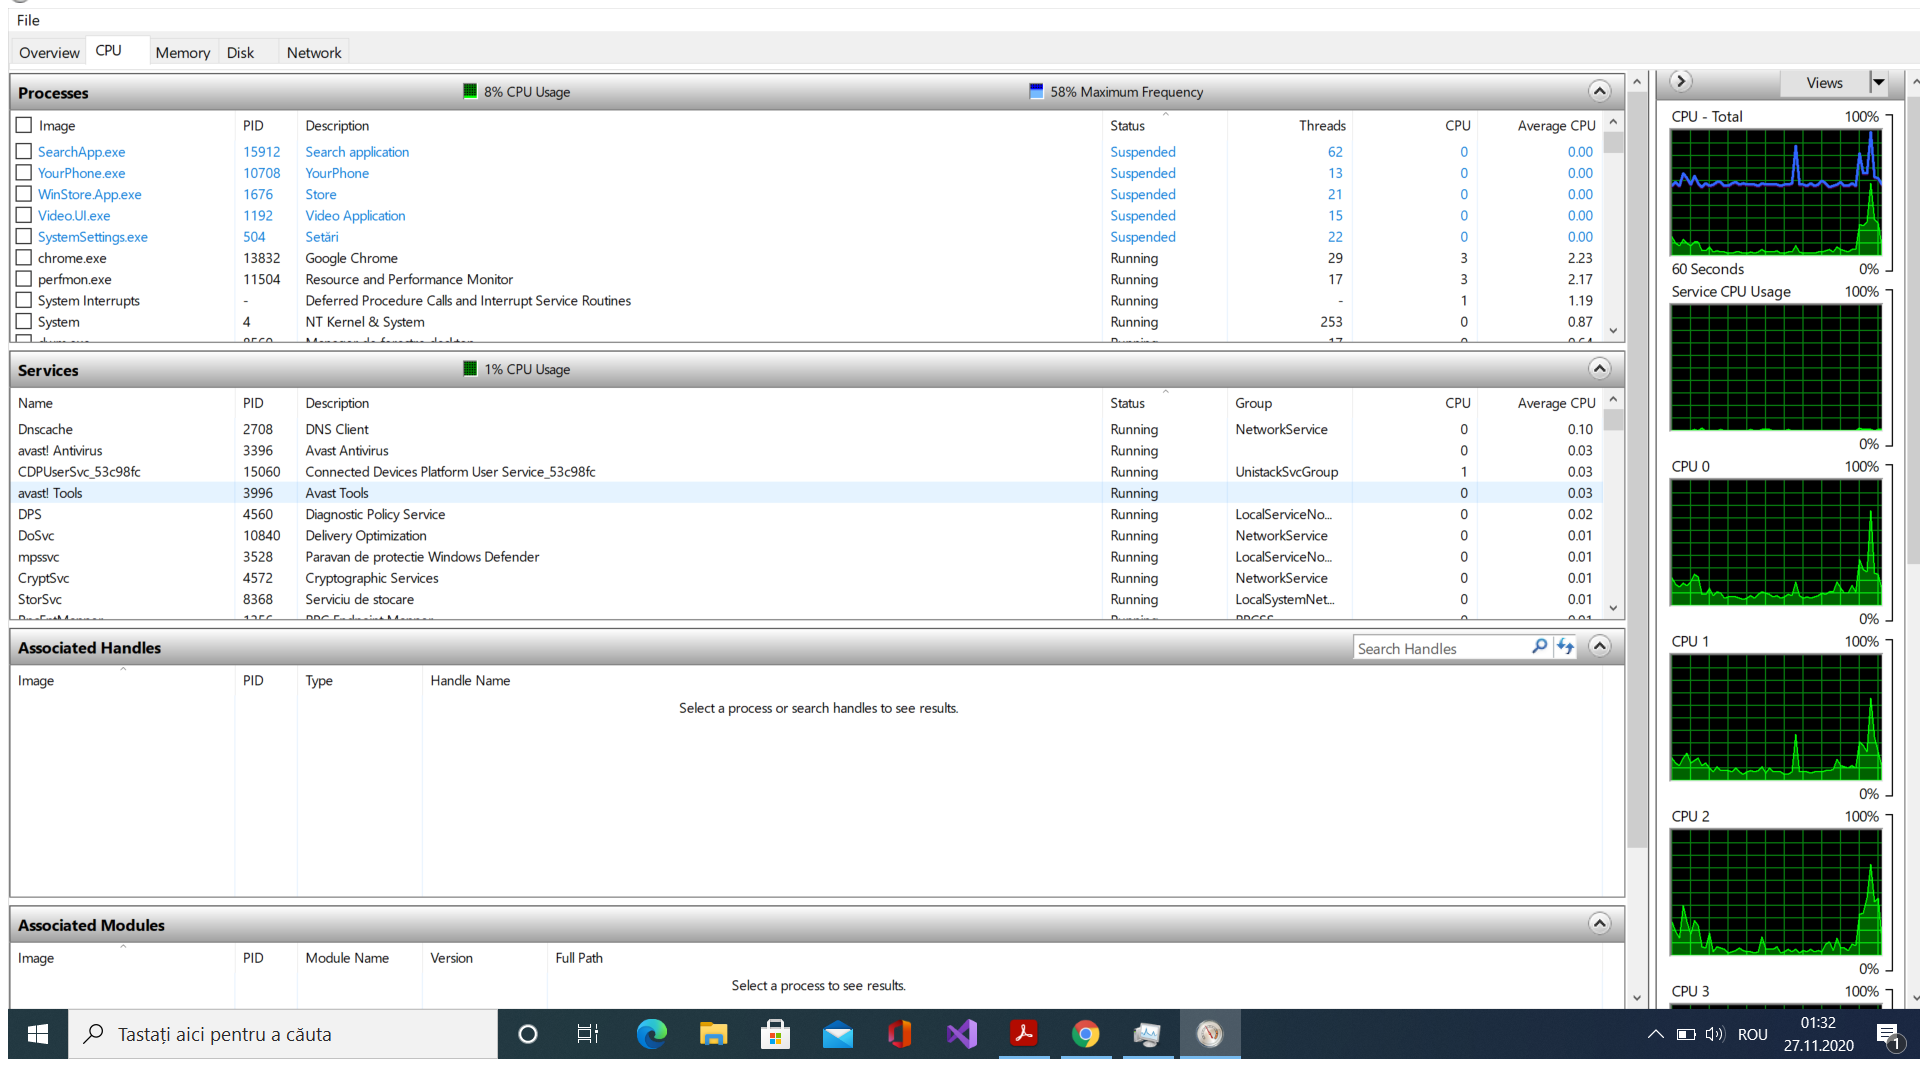 File
Overview CPU Memory Disk Network
Processes 8% CPU Usage 58% Maximum Frequency
Image PID Description Status Threads CPU Average CPU
SearchApp.exe 15912 Search application Suspended 62 0 0.00
YourPhone.exe 10708 YourPhone Suspended 13 0 0.00
WinStore.App.exe 1676 Store Suspended 21 0 0.00
Video.UI.exe 1192 Video Application Suspended 15 0 0.00
SystemSettings.exe 504 Setări Suspended 22 0 0.00
chrome.exe 13832 Google Chrome Running 29 3 2.23
perfmon.exe 11504 Resource and Performance Monitor Running 17 3 2.17
System Interrupts - Deferred Procedure Calls and Interrupt Service Routines Running - 1 1.19
System 4 NT Kernel & System Running 253 0 0.87
Services 1% CPU Usage
Name PID Description Status Group CPU Average CPU
Dnscache 2708 DNS Client Running NetworkService 0 0.10
avast! Antivirus 3396 Avast Antivirus Running 0 0.03
CDPUserSvc_53c98fc 15060 Connected Devices Platform User Service_53c98fc Running UnistackSvcGroup 1 0.03
avast! Tools 3996 Avast Tools Running 0 0.03
DPS 4560 Diagnostic Policy Service Running LocalServiceNo... 0 0.02
DoSvc 10840 Delivery Optimization Running NetworkService 0 0.01
mpssvc 3528 Paravan de protectie Windows Defender Running LocalServiceNo... 0 0.01
CryptSvc 4572 Cryptographic Services Running NetworkService 0 0.01
StorSvc 8368 Serviciu de stocare Running LocalSystemNet... 0 0.01
Associated Handles Search Handles
Image PID Type Handle Name
Select a process or search handles to see results.
Associated Modules
Image PID Module Name Version Full Path
Select a process to see results.
Views
CPU - Total 100%
60 Seconds 0%
Service CPU Usage 100%
0%
CPU 0 100%
0%
CPU 1 100%
0%
CPU 2 100%
0%
CPU 3 100%
Tastați aici pentru a căuta
ROU
01:32
27.11.2020
1